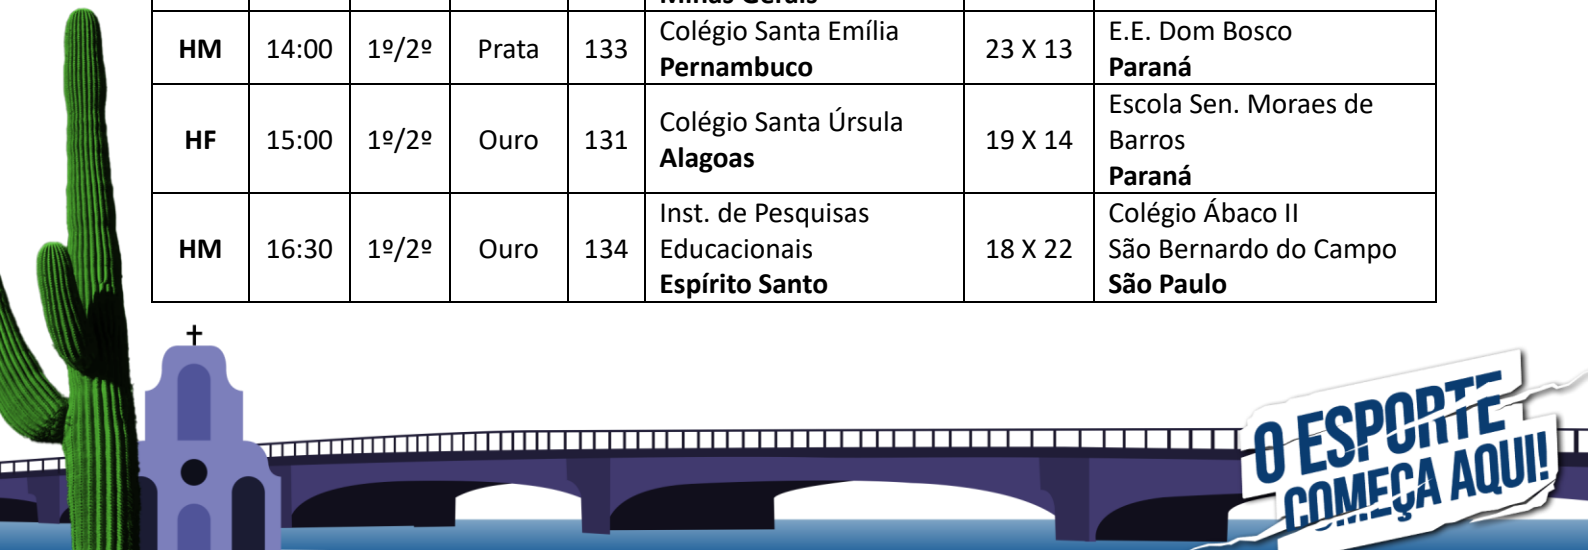 Minas Gerais
HM 14:00 1º/2º Prata 133 Colégio Santa Emília 23 X 13 E.E. Dom Bosco
Pernambuco Paraná
HF 15:00 1º/2º Ouro 131 Colégio Santa Úrsula 19 X 14 Escola Sen. Moraes de
Alagoas Barros
Paraná
HM 16:30 1º/2º Ouro 134 Inst. de Pesquisas 18 X 22 Colégio Ábaco II
Educacionais São Bernardo do Campo
Espírito Santo São Paulo
O ESPORTE
COMEÇA AQUI!